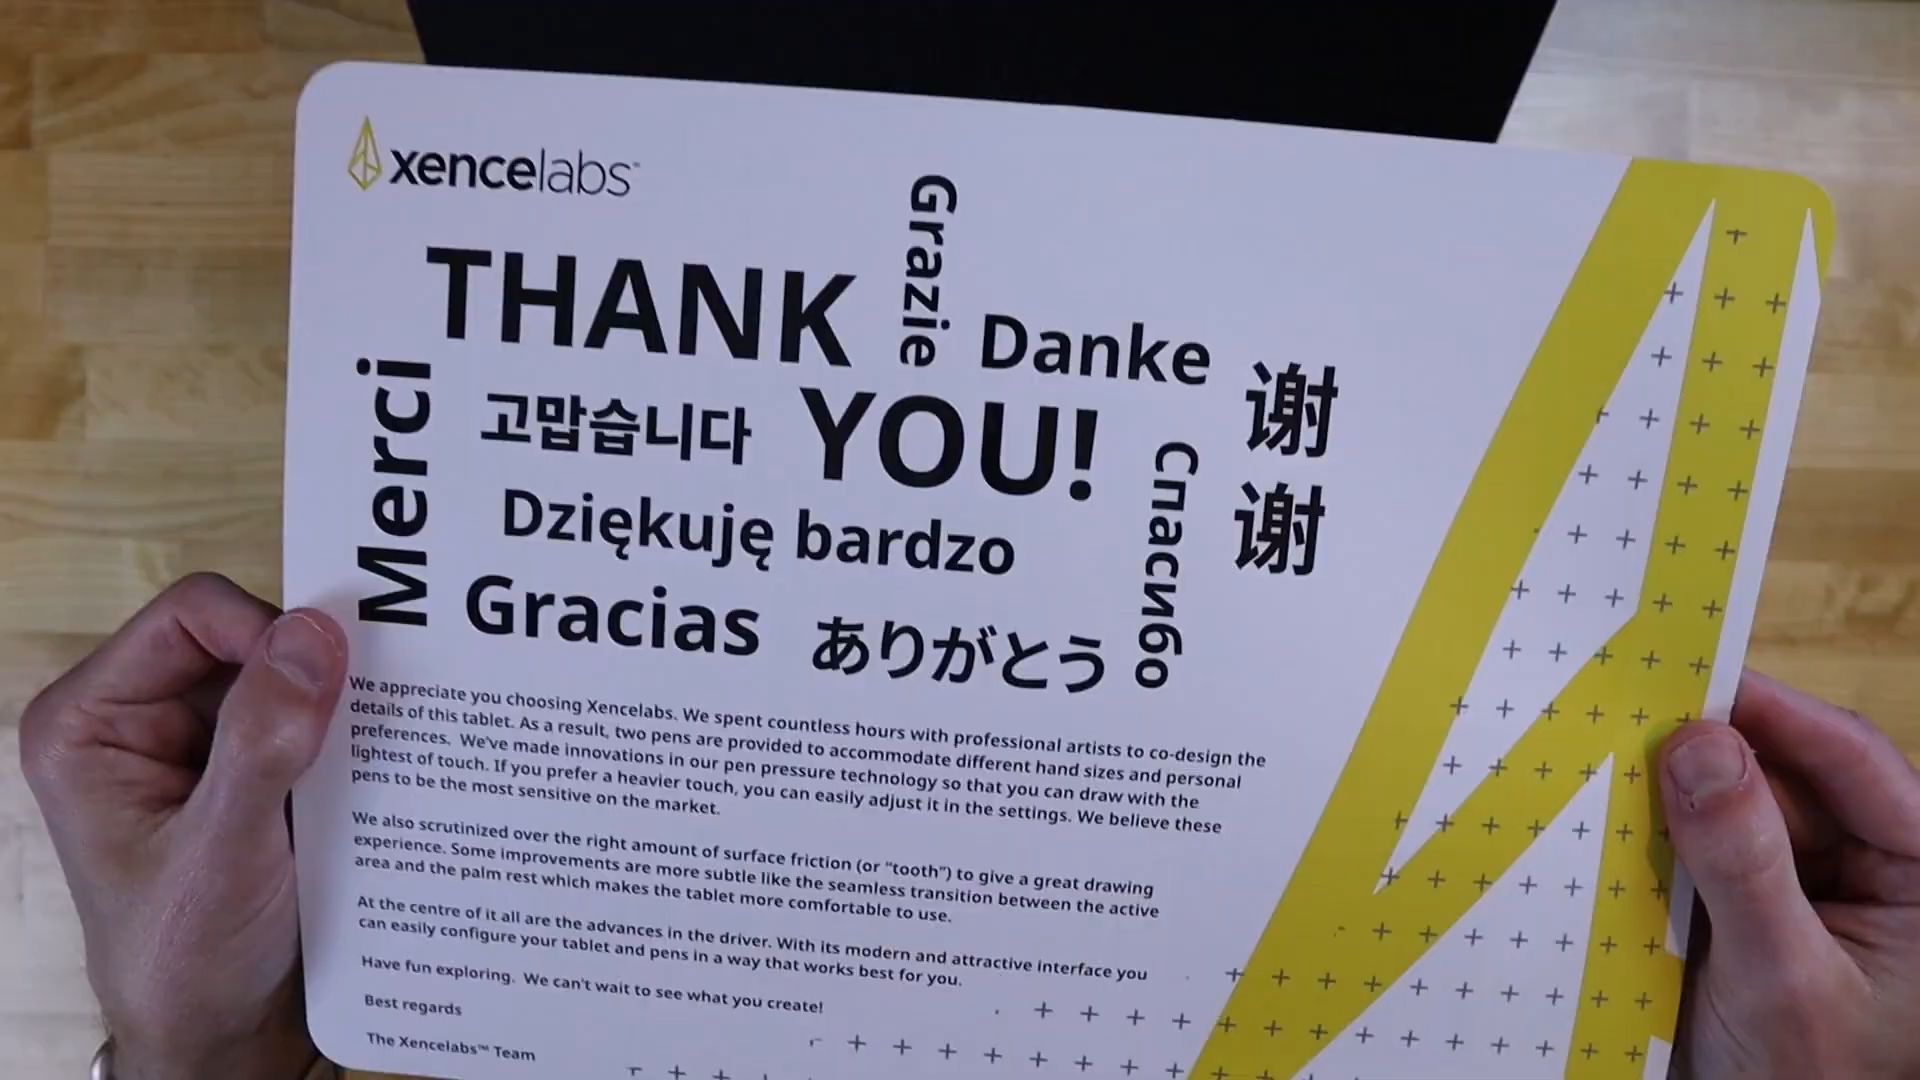 xencelabs™
Grazie
THANK
Danke
谢
谢
Merci
고맙습니다
YOU!
Спасибо
Dziękuję bardzo
Gracias
ありがとう
We appreciate you choosing Xencelabs. We spent countless hours with professional artists to co-design the
details of this tablet. As a result, two pens are provided to accommodate different hand sizes and personal
preferences. We've made innovations in our pen pressure technology so that you can draw with the
lightest of touch. If you prefer a heavier touch, you can easily adjust it in the settings. We believe these
pens to be the most sensitive on the market.
We also scrutinized over the right amount of surface friction (or “tooth”) to give a great drawing
experience. Some improvements are more subtle like the seamless transition between the active
area and the palm rest which makes the tablet more comfortable to use.
At the centre of it all are the advances in the driver. With its modern and attractive interface you
can easily configure your tablet and pens in a way that works best for you.
Have fun exploring. We can't wait to see what you create!
Best regards
The Xencelabs™ Team